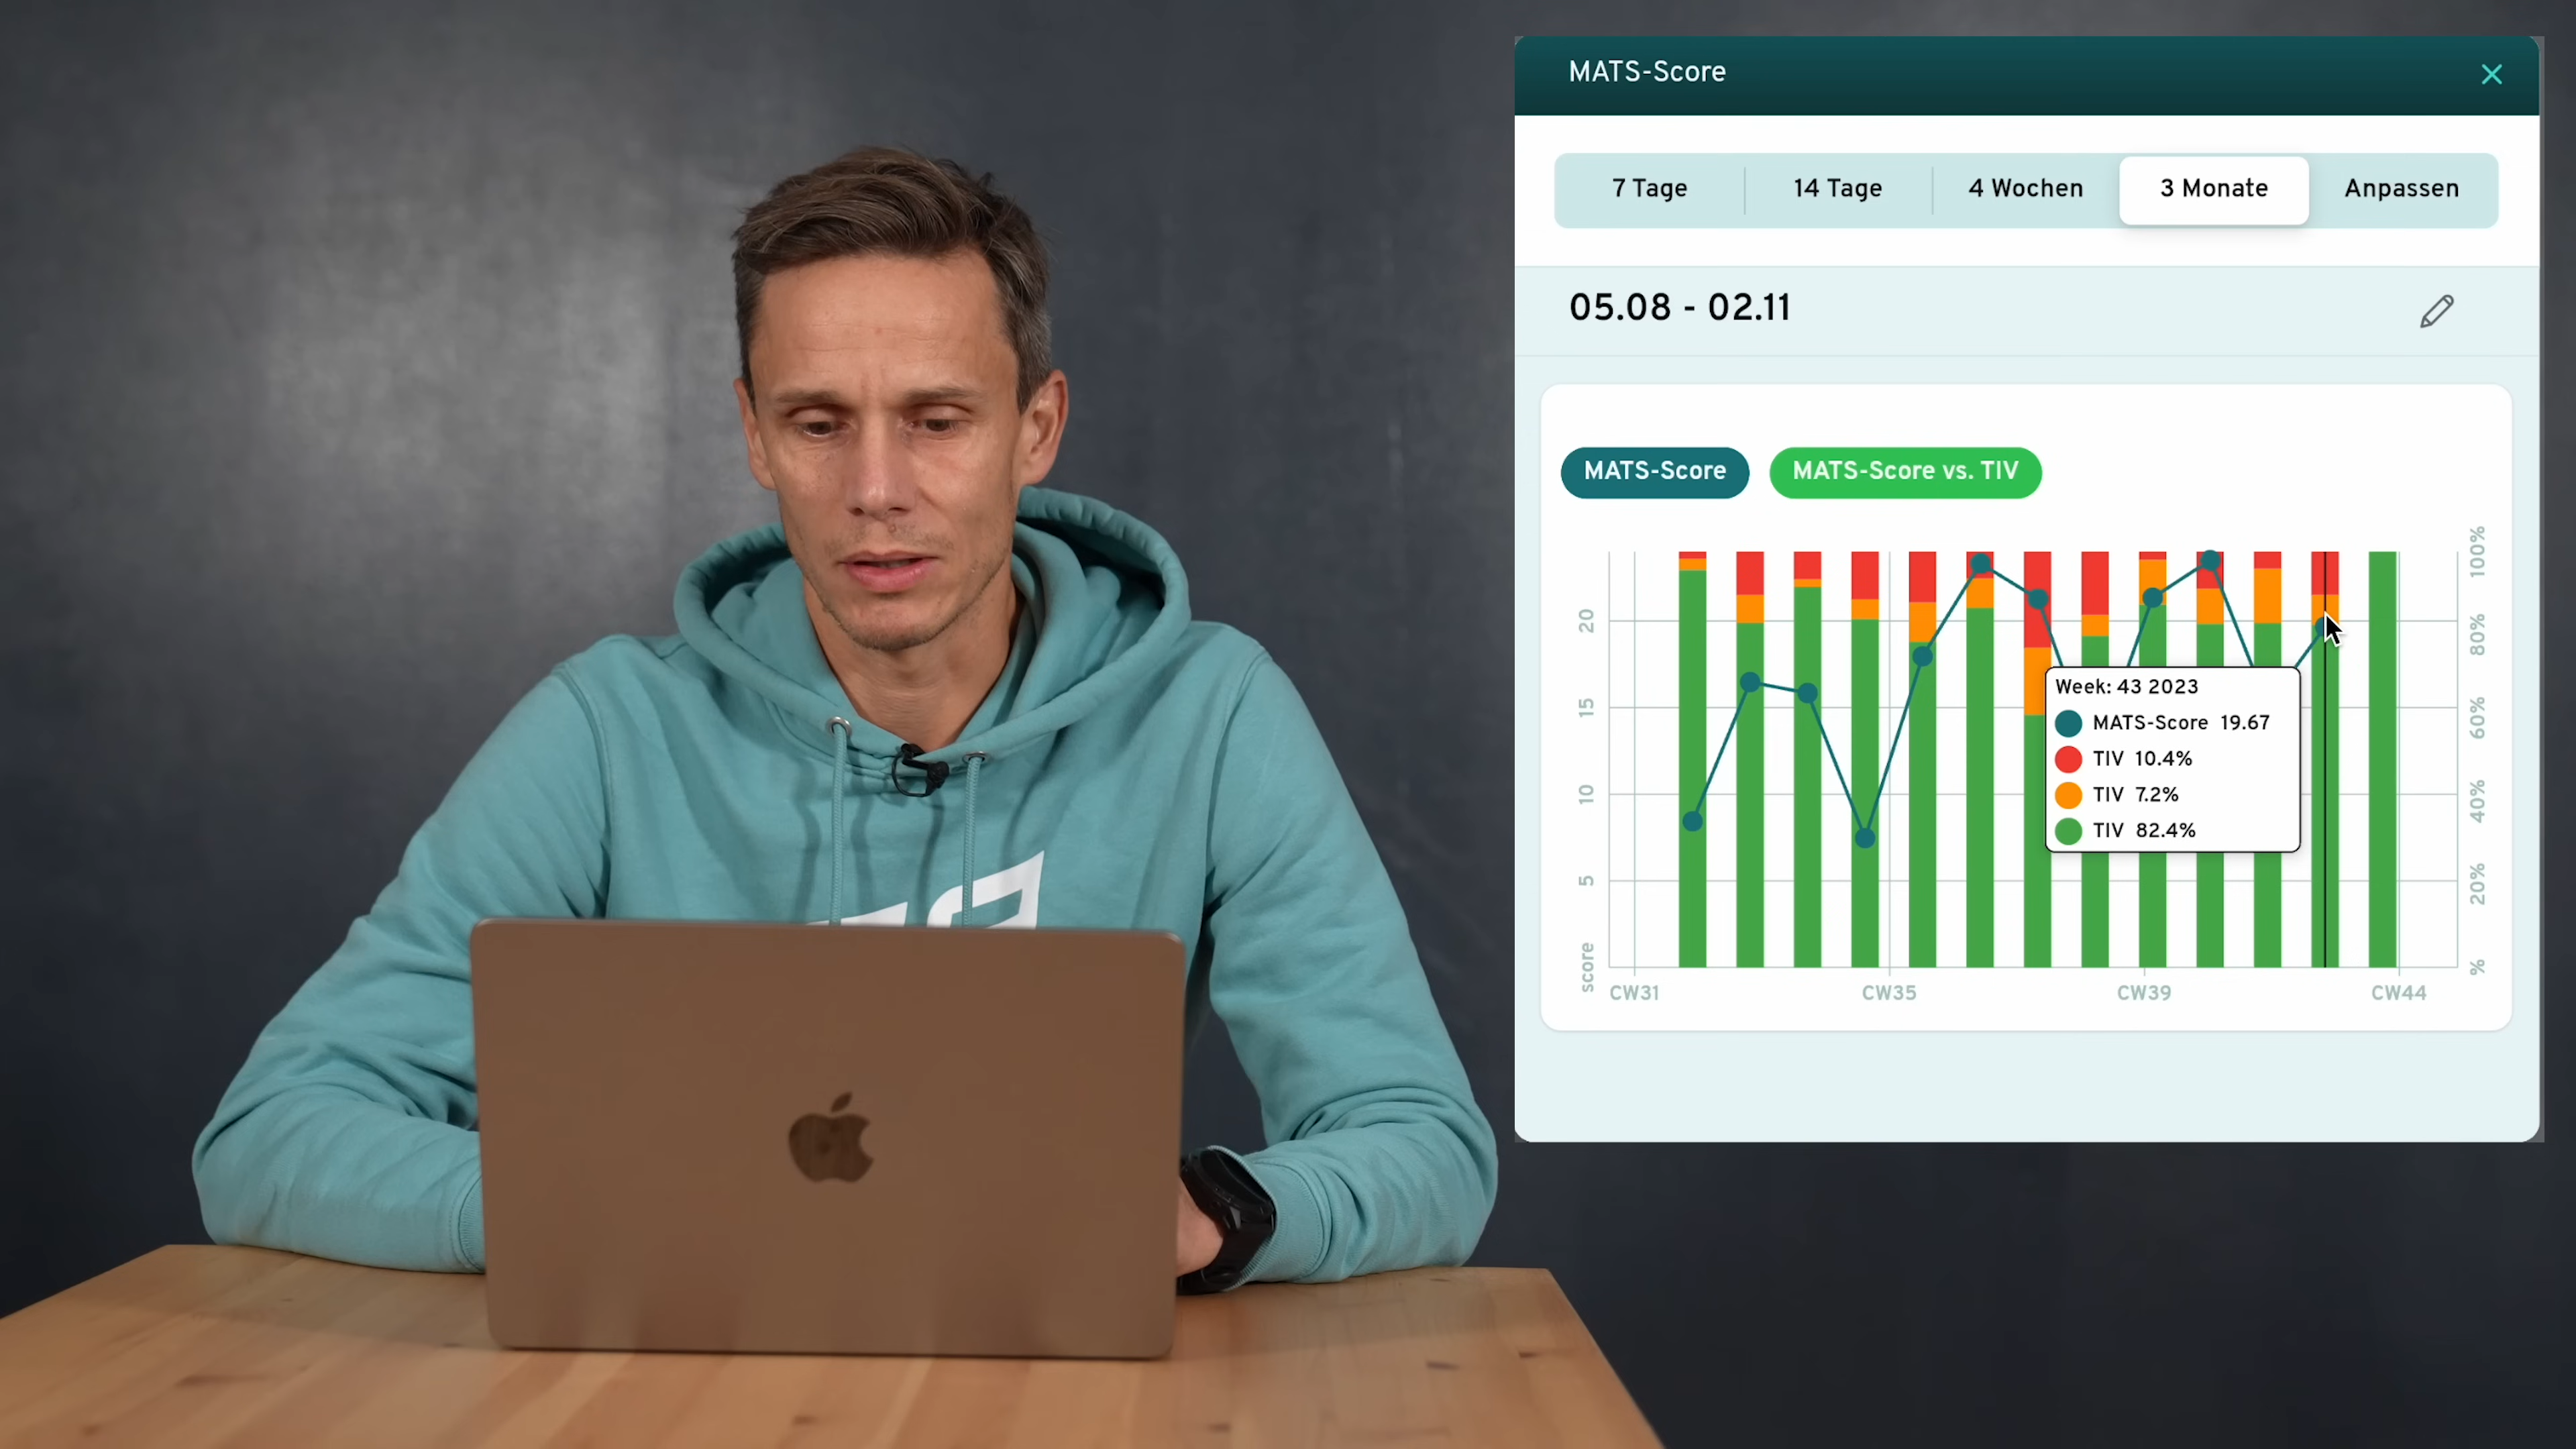 MATS-Score
7 Tage 14 Tage 4 Wochen 3 Monate Anpassen
05.08 - 02.11
MATS-Score MATS-Score vs. TIV
100%
20 80%
15 60%
10 40%
5 20%
score %
CW31 CW35 CW39 CW44
Week: 43 2023
MATS-Score 19.67
TIV 10.4%
TIV 7.2%
TIV 82.4%